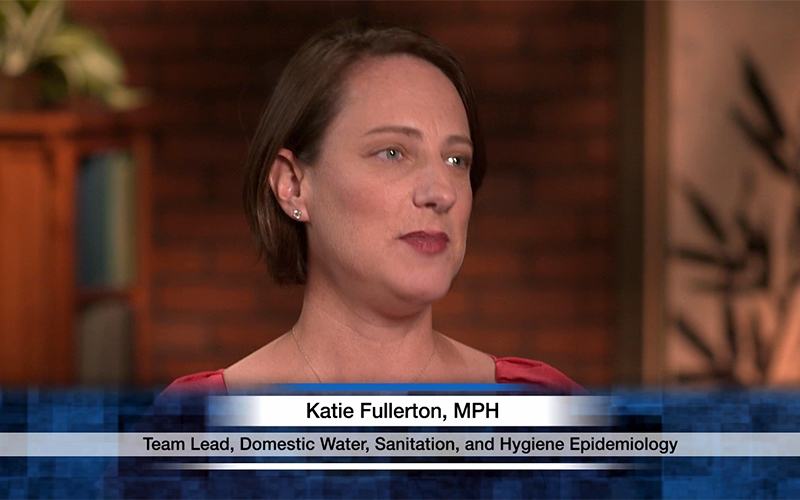 Katie Fullerton, MPH
Team Lead, Domestic Water, Sanitation, and Hygiene Epidemiology